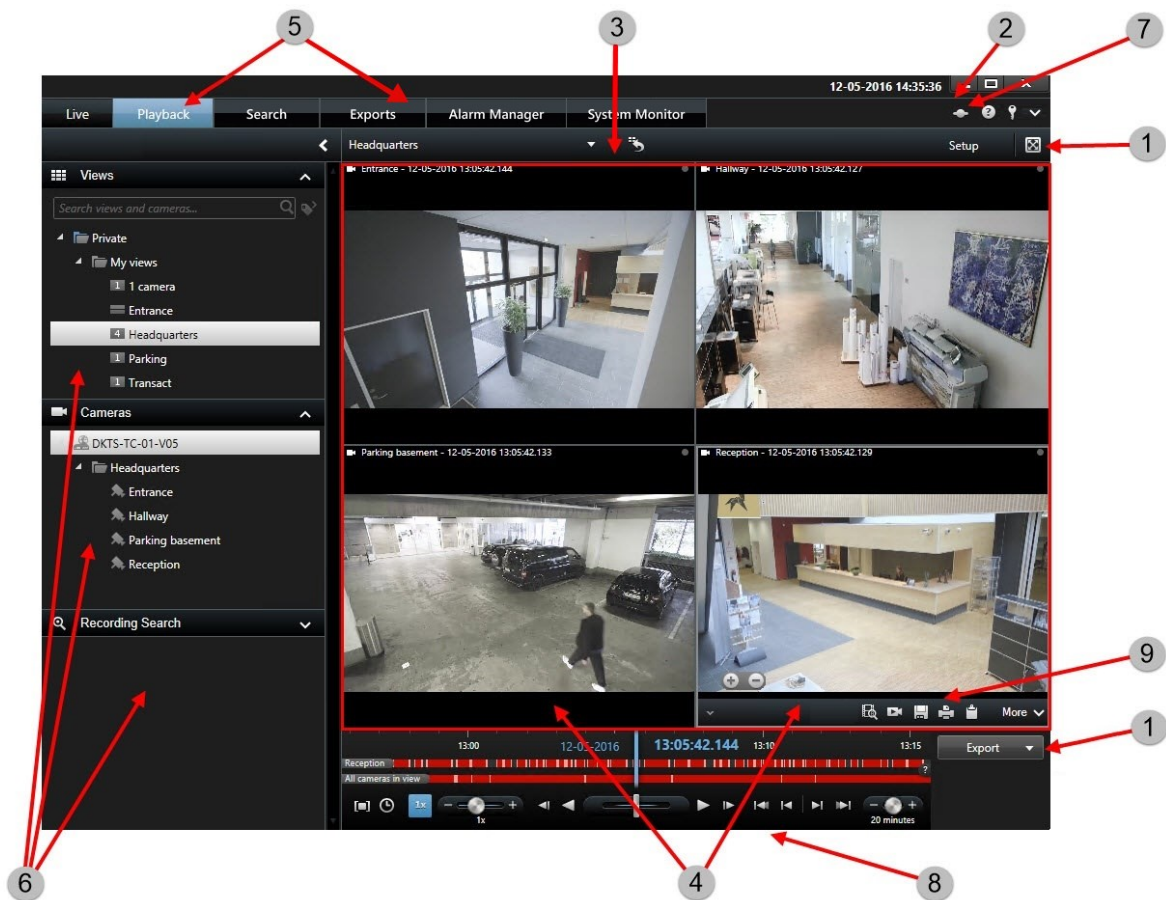 5
3
2
7
12-05-2016 14:35:36
Live
Playback
Search
Exports
Alarm Manager
System Monitor
Headquarters
Setup
1
Views
Search views and cameras...
Private
My views
1 1 camera
Entrance
4 Headquarters
1 Parking
1 Transact
Cameras
DKTS-TC-01-V05
Headquarters
Entrance
Hallway
Parking basement
Reception
Recording Search
Entrance - 12-05-2016 13:05:42.144
Hallway - 12-05-2016 13:05:42.127
Parking basement - 12-05-2016 13:05:42.133
Reception - 12-05-2016 13:05:42.129
9
More
13:00
12-05-2016
13:05:42.144
13:10
13:15
Export
1
Reception
?
All cameras in view
1x
1x
20 minutes
6
4
8